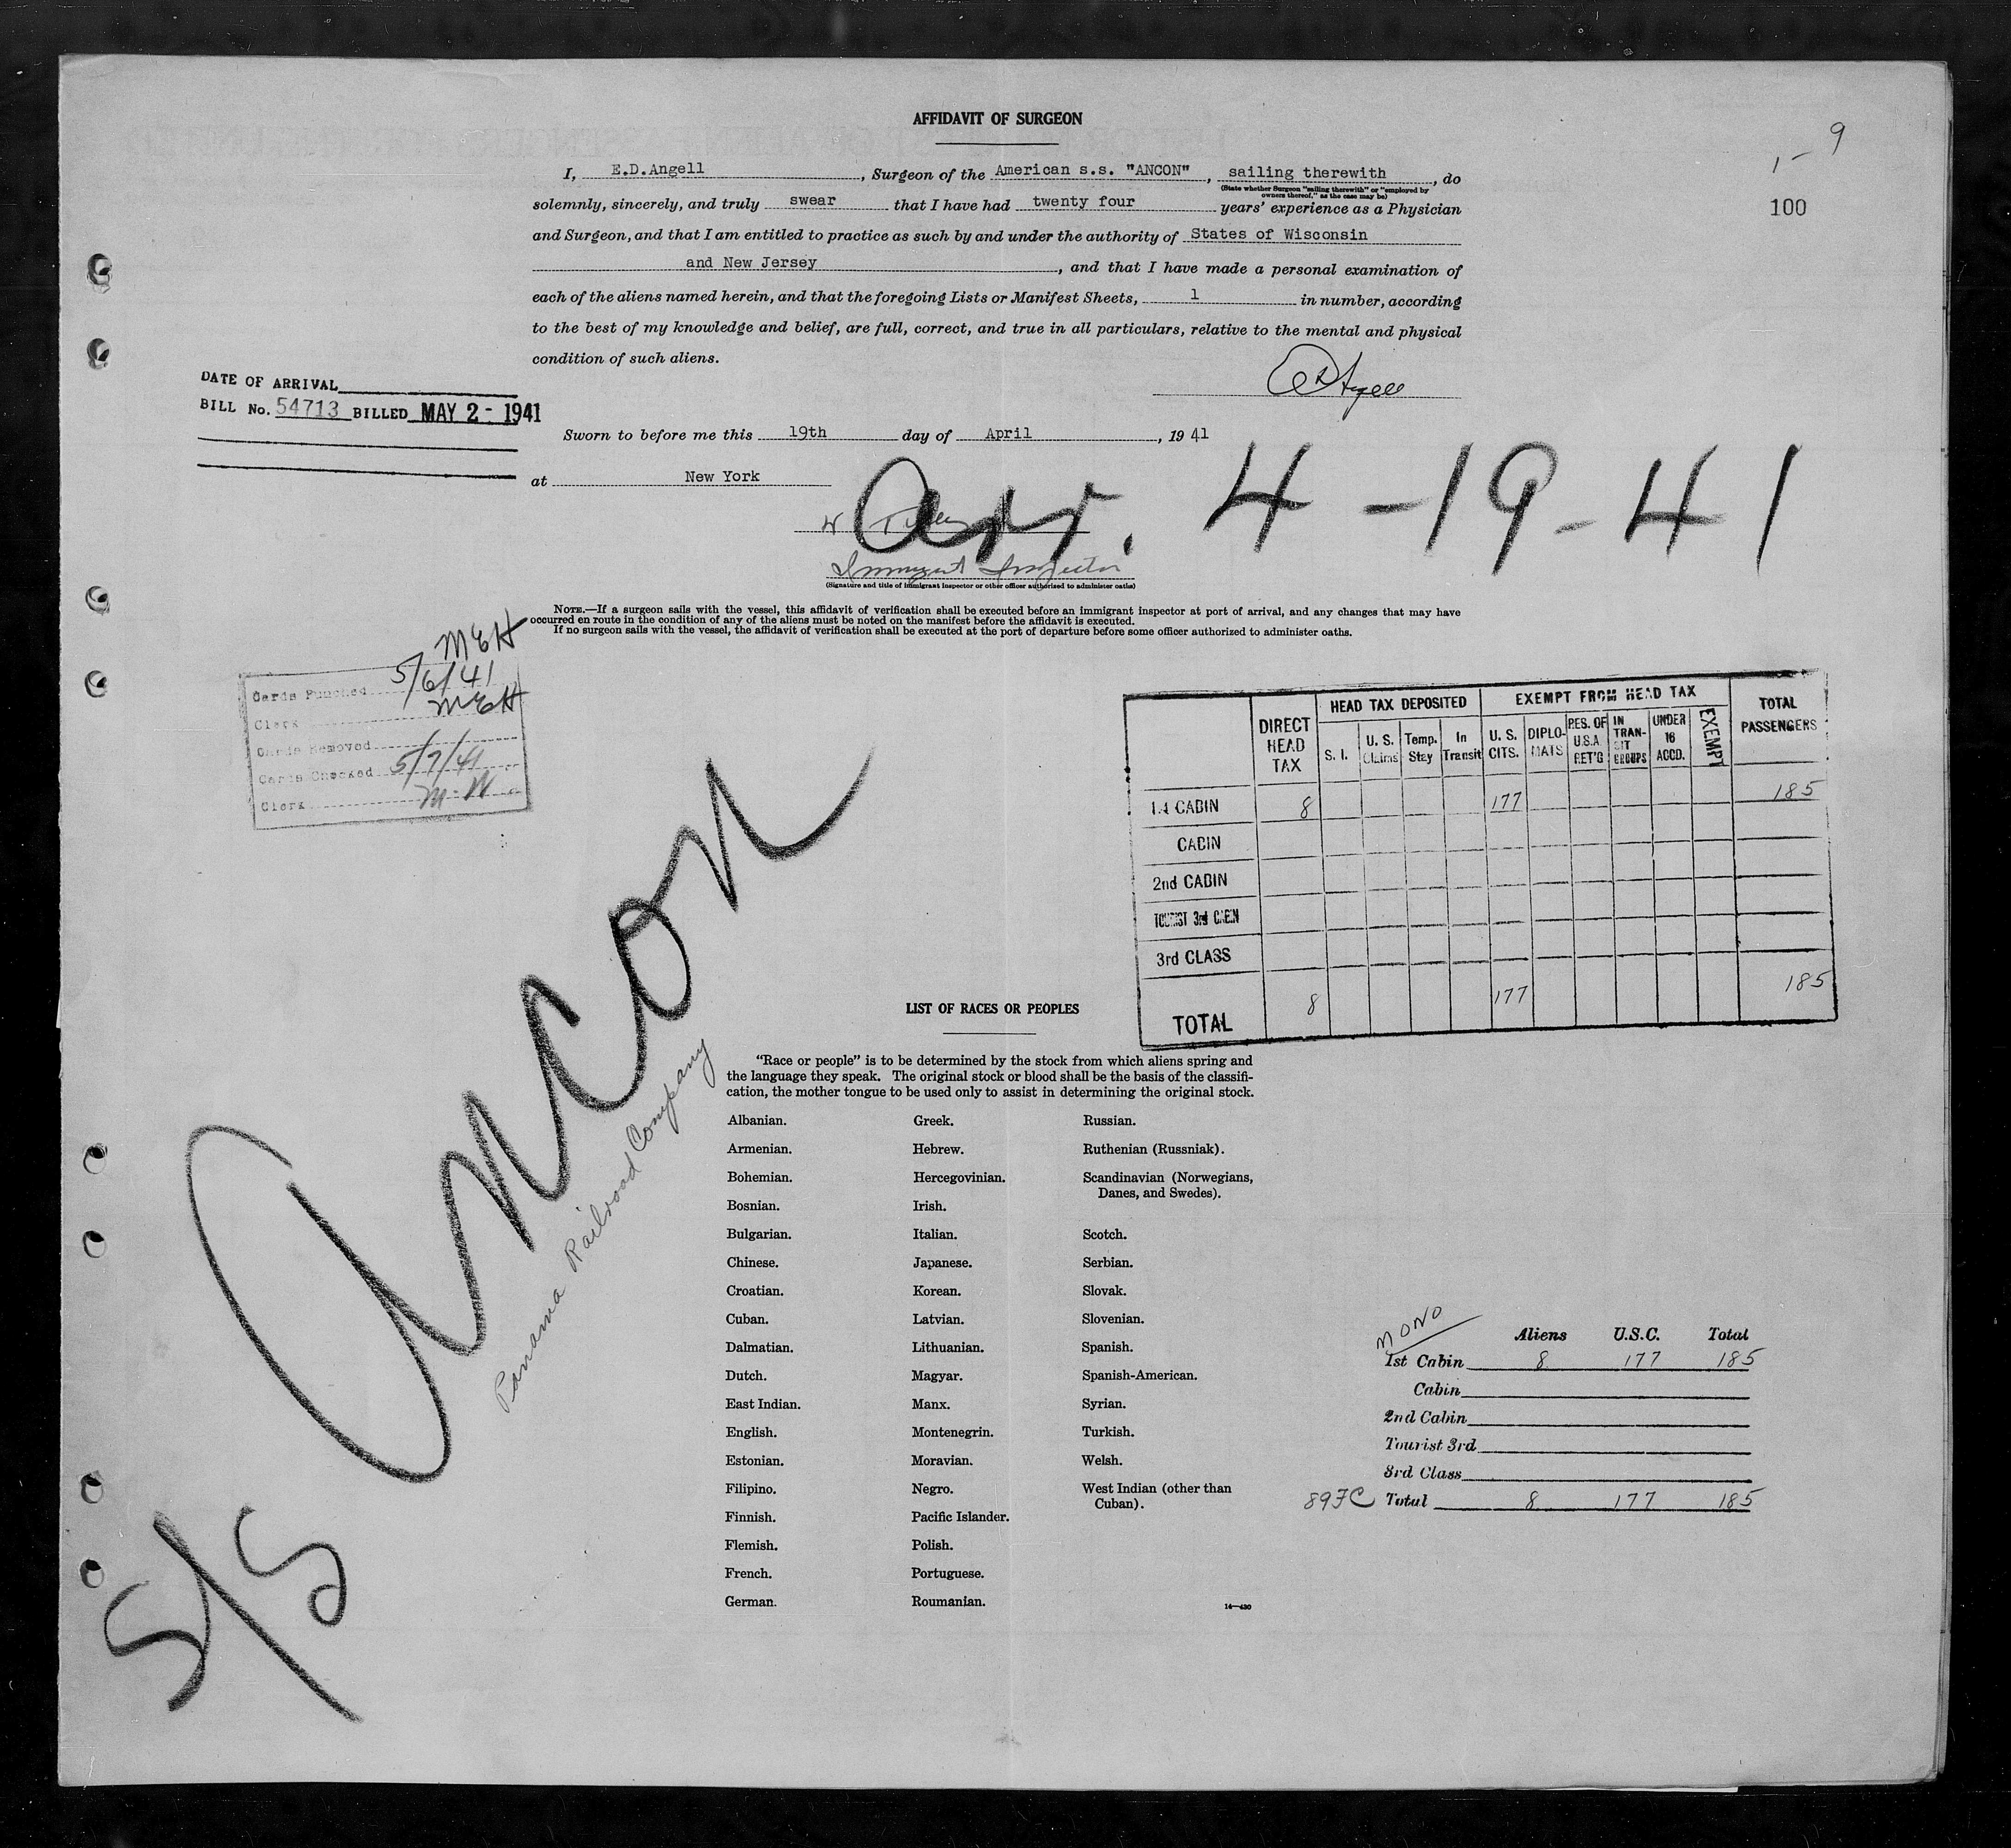 AFFIDAVIT OF SURGEON
9
1-
100
I, E.D.Angell, Surgeon of the American s.s. "ANCON", sailing therewith, do
(State whether Surgeon "sailing therewith" or "employed by
owners thereof," as the case may be)
solemnly, sincerely, and truly swear that I have had twenty four years' experience as a Physician
and Surgeon, and that I am entitled to practice as such by and under the authority of States of Wisconsin
and New Jersey, and that I have made a personal examination of
each of the aliens named herein, and that the foregoing Lists or Manifest Sheets, 1 in number, according
to the best of my knowledge and belief, are full, correct, and true in all particulars, relative to the mental and physical
condition of such aliens.
ED Angell
DATE OF ARRIVAL
BILL No. 54713 BILLED MAY 2 - 1941
Sworn to before me this 19th day of April, 1941
at New York
Arr. 4-19-41
Immigrant Inspector
(Signature and title of immigrant inspector or other officer authorized to administer oaths)
NOTE.—If a surgeon sails with the vessel, this affidavit of verification shall be executed before an immigrant inspector at port of arrival, and any changes that may have
occurred en route in the condition of any of the aliens must be noted on the manifest before the affidavit is executed.
If no surgeon sails with the vessel, the affidavit of verification shall be executed at the port of departure before some officer authorized to administer oaths.
MEH
Cards Punched 5/6/41
Clerk MEH
Cards Removed
Cards Checked 5/7/41
Clerk M.W
DIRECT HEAD TAX
HEAD TAX DEPOSITED
S. I.
U. S. Claims
Temp. Stay
In Transit
EXEMPT FROM HEAD TAX
U. S. CITS.
DIPLO-MATS
RES. OF U.S.A. RET'G
IN TRAN-SIT GROUPS
UNDER 16 ACCD.
EXEMPT
TOTAL PASSENGERS
1st CABIN 8 177 185
CABIN
2nd CABIN
TOURIST 3rd CABIN
3rd CLASS
TOTAL 8 177 185
S/S Ancon
Panama Railroad Company
LIST OF RACES OR PEOPLES
"Race or people" is to be determined by the stock from which aliens spring and
the language they speak. The original stock or blood shall be the basis of the classifi-
cation, the mother tongue to be used only to assist in determining the original stock.
Albanian.
Armenian.
Bohemian.
Bosnian.
Bulgarian.
Chinese.
Croatian.
Cuban.
Dalmatian.
Dutch.
East Indian.
English.
Estonian.
Filipino.
Finnish.
Flemish.
French.
German.
Greek.
Hebrew.
Hercegovinian.
Irish.
Italian.
Japanese.
Korean.
Latvian.
Lithuanian.
Magyar.
Manx.
Montenegrin.
Moravian.
Negro.
Pacific Islander.
Polish.
Portuguese.
Roumanian.
Russian.
Ruthenian (Russniak).
Scandinavian (Norwegians,
Danes, and Swedes).
Scotch.
Serbian.
Slovak.
Slovenian.
Spanish.
Spanish-American.
Syrian.
Turkish.
Welsh.
West Indian (other than
Cuban).
14—430
MONO
Aliens U.S.C. Total
1st Cabin 8 177 185
Cabin
2nd Cabin
Tourist 3rd
3rd Class
89FC Total 8 177 185